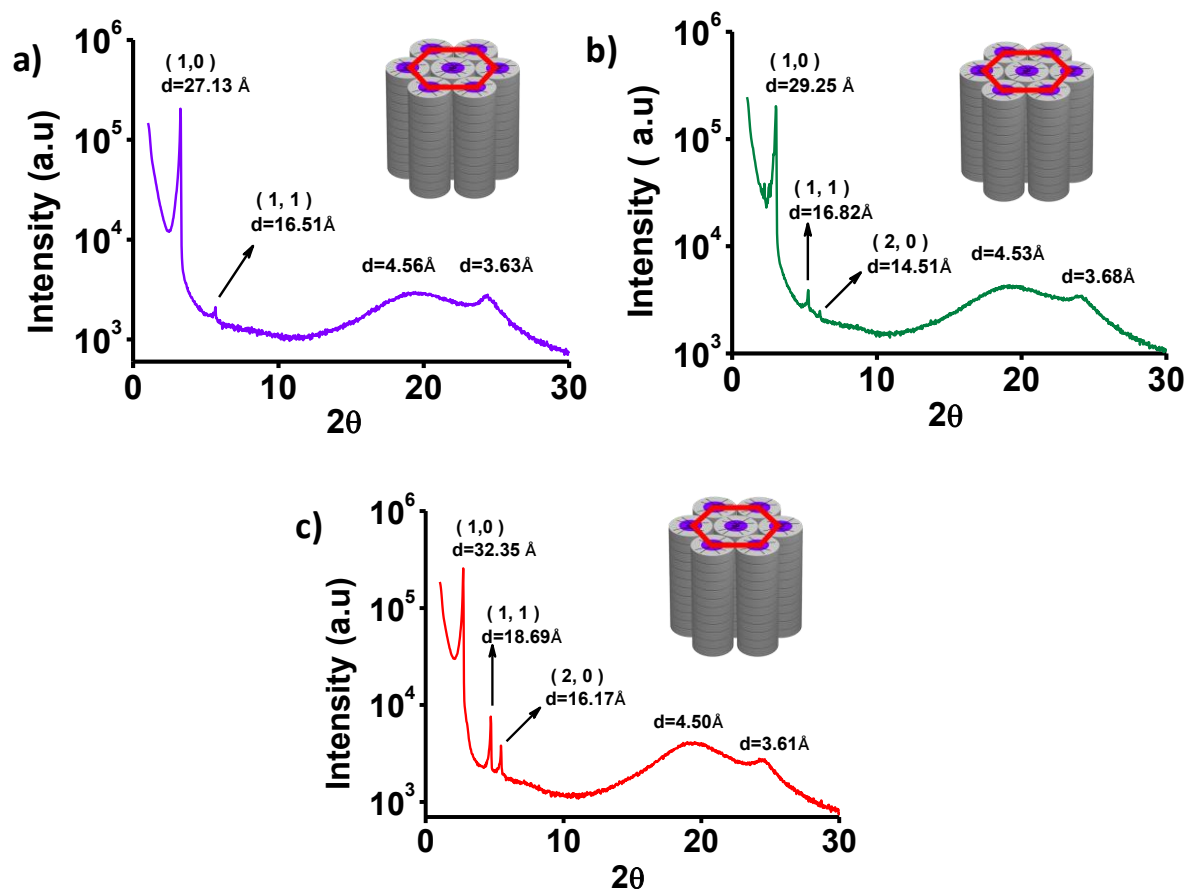 a)
Intensity (a.u)
10⁶
10⁵
10⁴
10³
( 1,0)
d=27.13 Å
( 1, 1 )
d=16.51Å
d=4.56Å
d=3.63Å
0 10 20 30
2θ
b)
Intensity ( a.u)
10⁶
10⁵
10⁴
10³
( 1,0)
d=29.25 Å
( 1, 1 )
d=16.82Å
( 2, 0 )
d=14.51Å
d=4.53Å
d=3.68Å
0 10 20 30
2θ
c)
Intensity (a.u)
10⁶
10⁵
10⁴
10³
(1,0)
d=32.35 Å
( 1, 1 )
d=18.69Å
( 2, 0 )
d=16.17Å
d=4.50Å
d=3.61Å
0 10 20 30
2θ